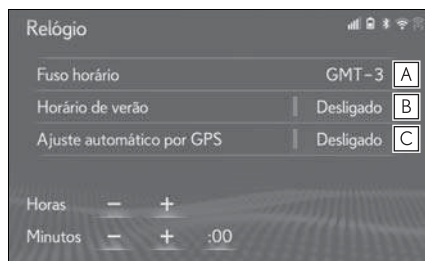 Relógio
Fuso horário GMT-3 A
Horário de verão Desligado B
Ajuste automático por GPS Desligado C
Horas - +
Minutos - + :00